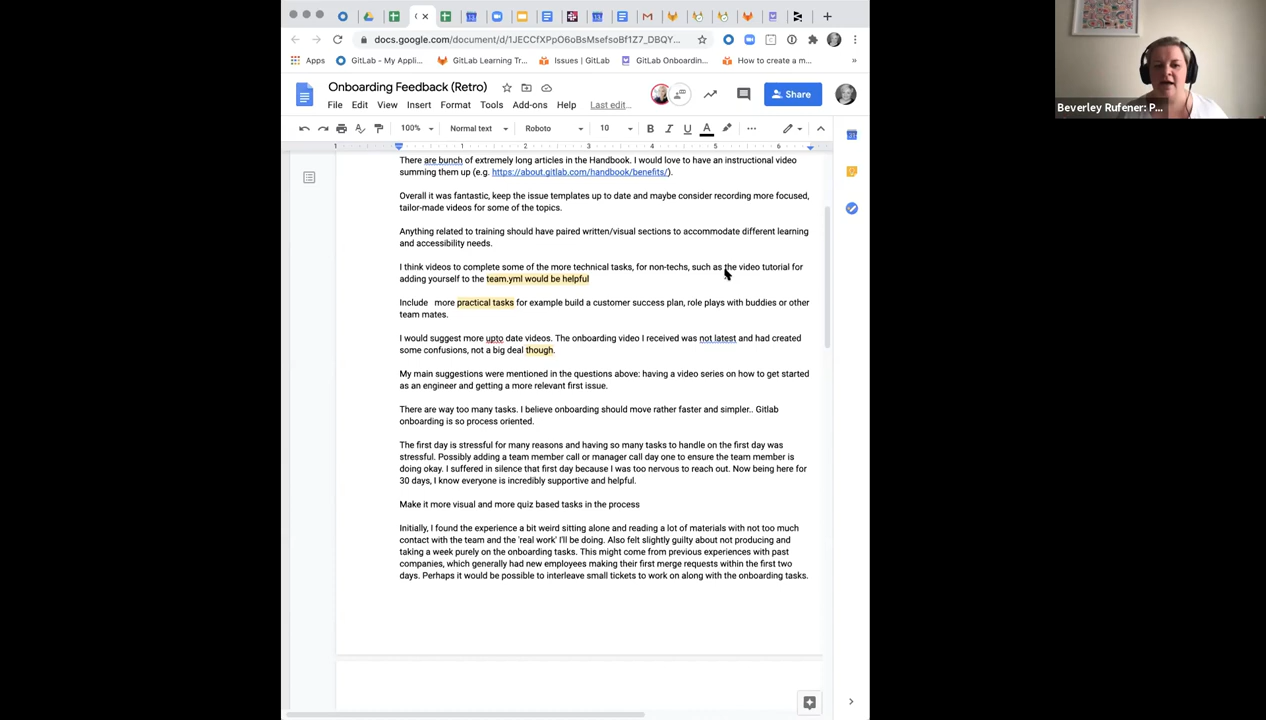 docs.google.com/document/d/1JECCfXPpO6oBsMsefsoBf1Z7_DBQY...
Apps
GitLab - My Appli...
GitLab Learning Tr...
Issues | GitLab
GitLab Onboardin...
How to create a m...
»
Onboarding Feedback (Retro)
Share
File Edit View Insert Format Tools Add-ons Help Last edit...
100% Normal text Roboto 10 B I U A
1 1 2 3 4 5 6
There are bunch of extremely long articles in the Handbook. I would love to have an instructional video
summing them up (e.g. https://about.gitlab.com/handbook/benefits/).
Overall it was fantastic, keep the issue templates up to date and maybe consider recording more focused,
tailor-made videos for some of the topics.
Anything related to training should have paired written/visual sections to accommodate different learning
and accessibility needs.
I think videos to complete some of the more technical tasks, for non-techs, such as the video tutorial for
adding yourself to the team.yml would be helpful
Include more practical tasks for example build a customer success plan, role plays with buddies or other
team mates.
I would suggest more upto date videos. The onboarding video I received was not latest and had created
some confusions, not a big deal though.
My main suggestions were mentioned in the questions above: having a video series on how to get started
as an engineer and getting a more relevant first issue.
There are way too many tasks. I believe onboarding should move rather faster and simpler.. Gitlab
onboarding is so process oriented.
The first day is stressful for many reasons and having so many tasks to handle on the first day was
stressful. Possibly adding a team member call or manager call day one to ensure the team member is
doing okay. I suffered in silence that first day because I was too nervous to reach out. Now being here for
30 days, I know everyone is incredibly supportive and helpful.
Make it more visual and more quiz based tasks in the process
Initially, I found the experience a bit weird sitting alone and reading a lot of materials with not too much
contact with the team and the 'real work' I'll be doing. Also felt slightly guilty about not producing and
taking a week purely on the onboarding tasks. This might come from previous experiences with past
companies, which generally had new employees making their first merge requests within the first two
days. Perhaps it would be possible to interleave small tickets to work on along with the onboarding tasks.
Beverley Rufener: P...